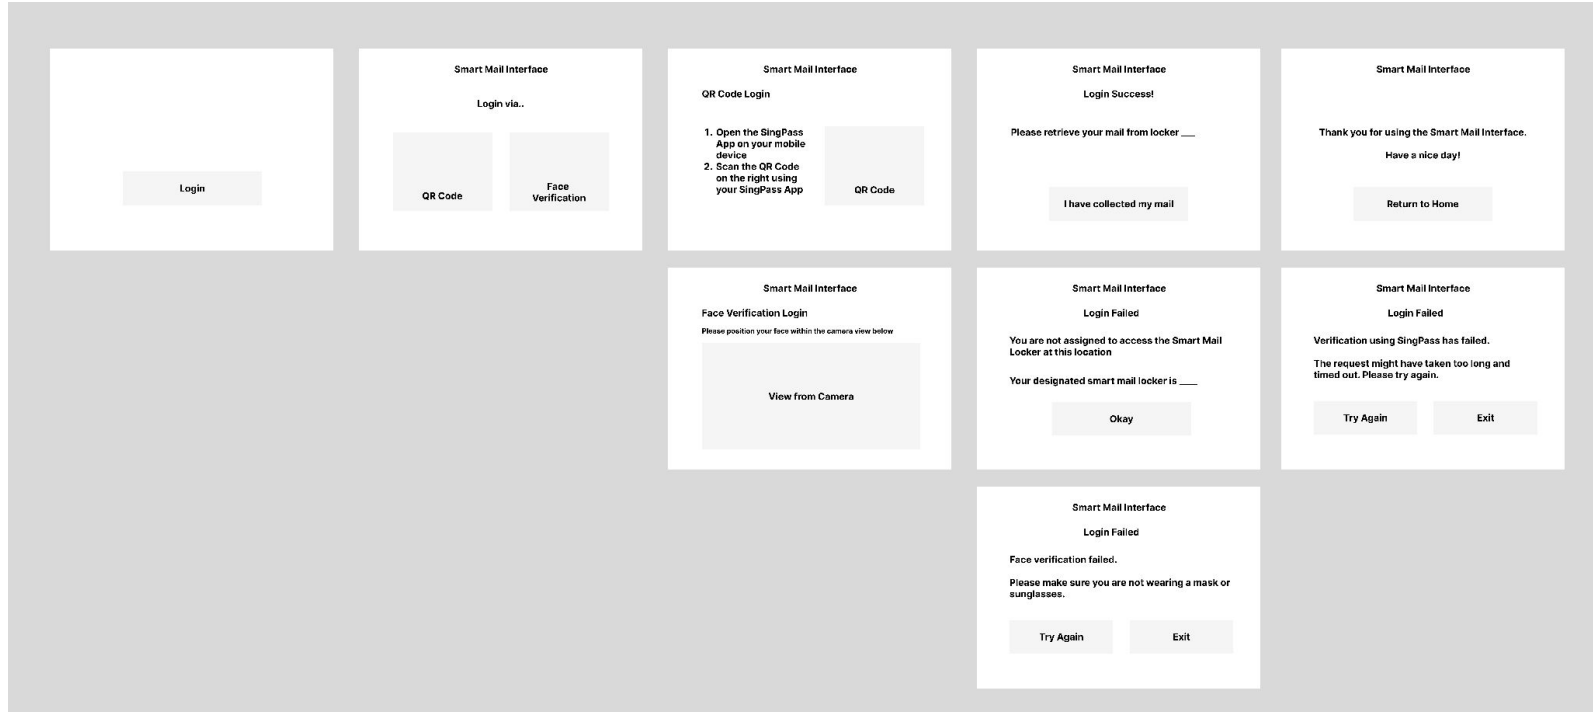 Login
Smart Mail Interface
Login via..
QR Code
Face
Verification
Smart Mail Interface
QR Code Login
1. Open the SingPass
App on your mobile
device
2. Scan the QR Code
on the right using
your SingPass App
QR Code
Smart Mail Interface
Login Success!
Please retrieve your mail from locker ___
I have collected my mail
Smart Mail Interface
Thank you for using the Smart Mail Interface.
Have a nice day!
Return to Home
Smart Mail Interface
Face Verification Login
Please position your face within the camera view below
View from Camera
Smart Mail Interface
Login Failed
You are not assigned to access the Smart Mail
Locker at this location
Your designated smart mail locker is ____
Okay
Smart Mail Interface
Login Failed
Verification using SingPass has failed.
The request might have taken too long and
timed out. Please try again.
Try Again
Exit
Smart Mail Interface
Login Failed
Face verification failed.
Please make sure you are not wearing a mask or
sunglasses.
Try Again
Exit